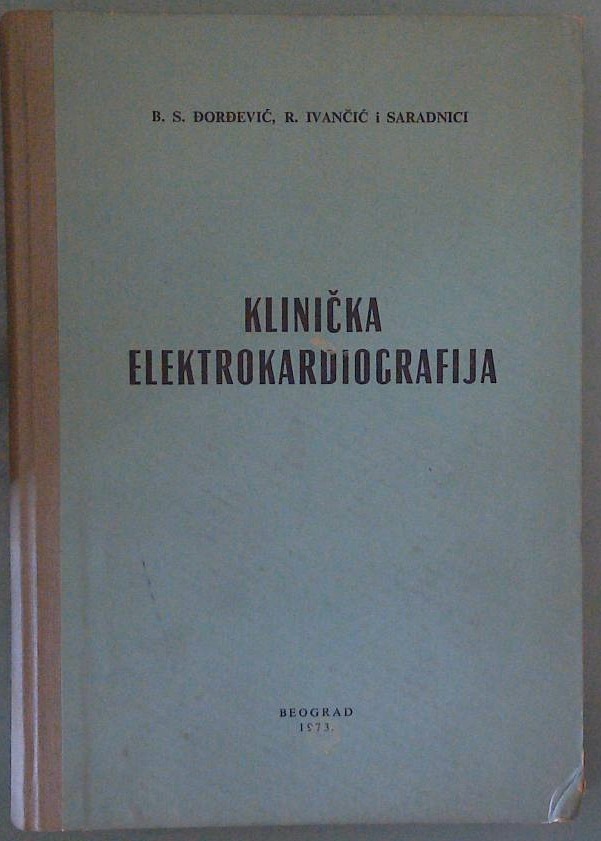 B. S. ĐORĐEVIĆ, R. IVANČIĆ i SARADNICI
KLINIČKA
ELEKTROKARDIOGRAFIJA
BEOGRAD
1973.